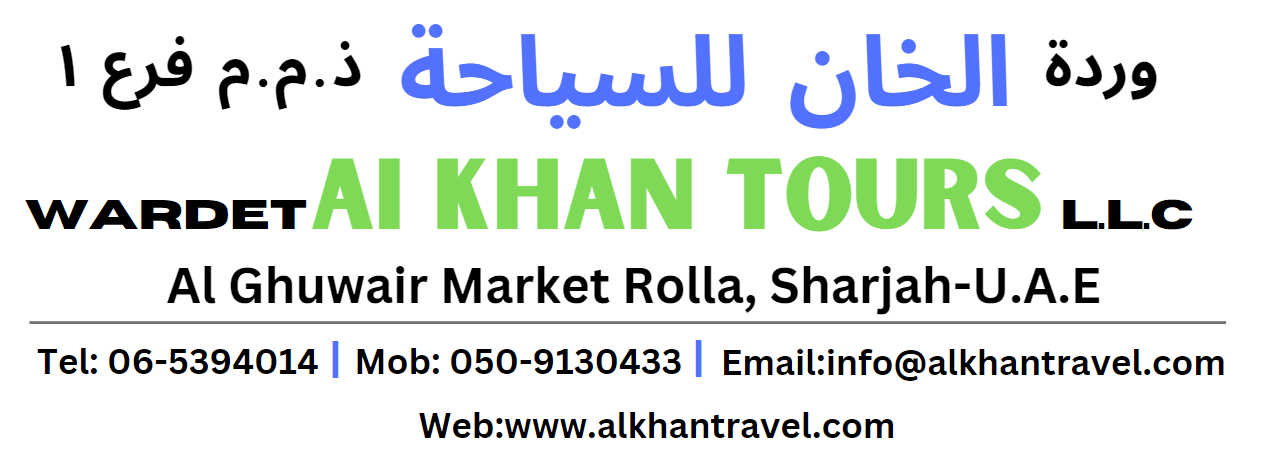 وردة الخان للسياحة ذ.م.م فرع ١
WARDET Al KHAN TOURS L.L.C
Al Ghuwair Market Rolla, Sharjah-U.A.E
Tel: 06-5394014 | Mob: 050-9130433 | Email:info@alkhantravel.com
Web:www.alkhantravel.com